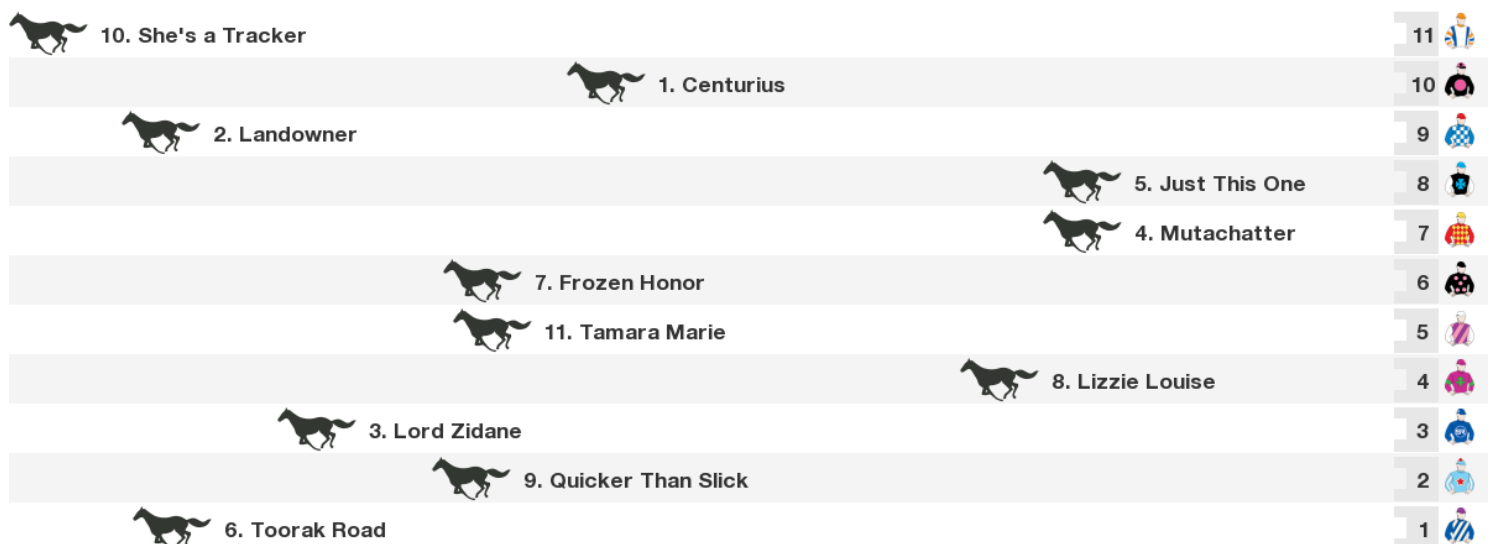 10. She's a Tracker 11
1. Centurius 10
2. Landowner 9
5. Just This One 8
4. Mutachatter 7
7. Frozen Honor 6
11. Tamara Marie 5
8. Lizzie Louise 4
3. Lord Zidane 3
9. Quicker Than Slick 2
6. Toorak Road 1